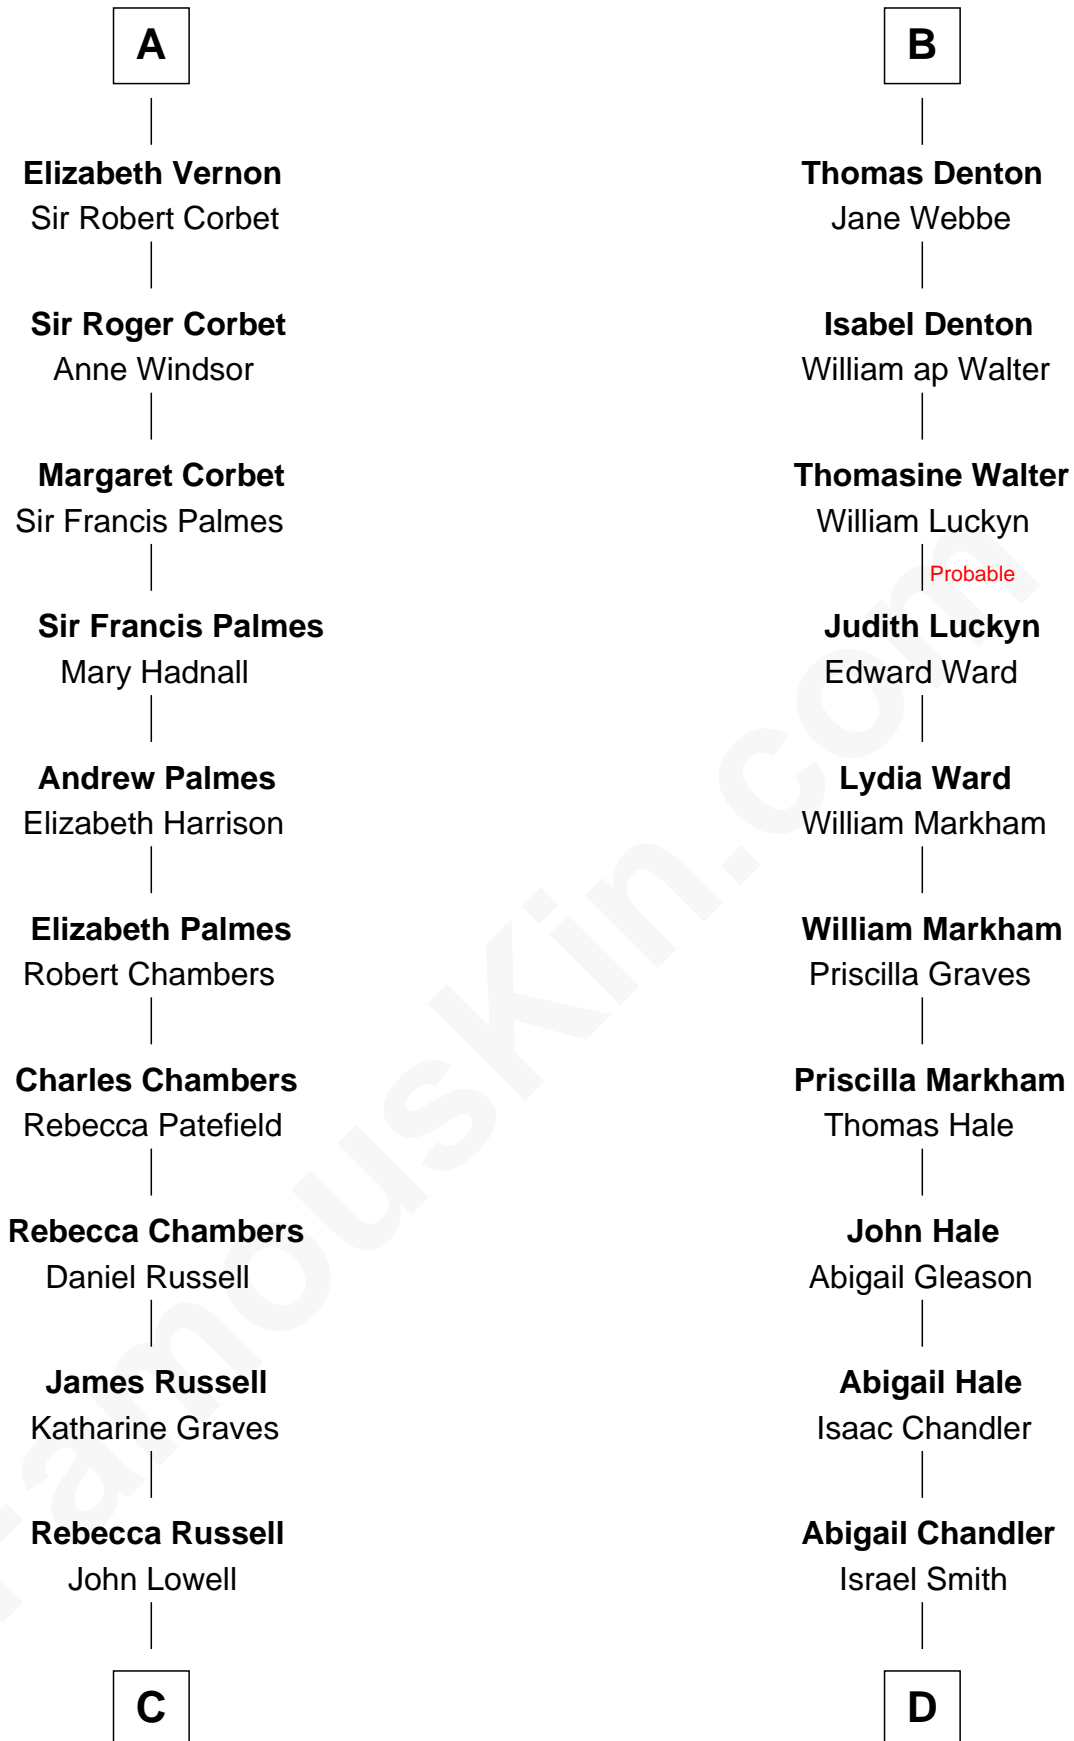 A
Elizabeth Vernon
Sir Robert Corbet
Sir Roger Corbet
Anne Windsor
Margaret Corbet
Sir Francis Palmes
Sir Francis Palmes
Mary Hadnall
Andrew Palmes
Elizabeth Harrison
Elizabeth Palmes
Robert Chambers
Charles Chambers
Rebecca Patefield
Rebecca Chambers
Daniel Russell
James Russell
Katharine Graves
Rebecca Russell
John Lowell
C
B
Thomas Denton
Jane Webbe
Isabel Denton
William ap Walter
Thomasine Walter
William Luckyn
Probable
Judith Luckyn
Edward Ward
Lydia Ward
William Markham
William Markham
Priscilla Graves
Priscilla Markham
Thomas Hale
John Hale
Abigail Gleason
Abigail Hale
Isaac Chandler
Abigail Chandler
Israel Smith
D
FamousKin.com